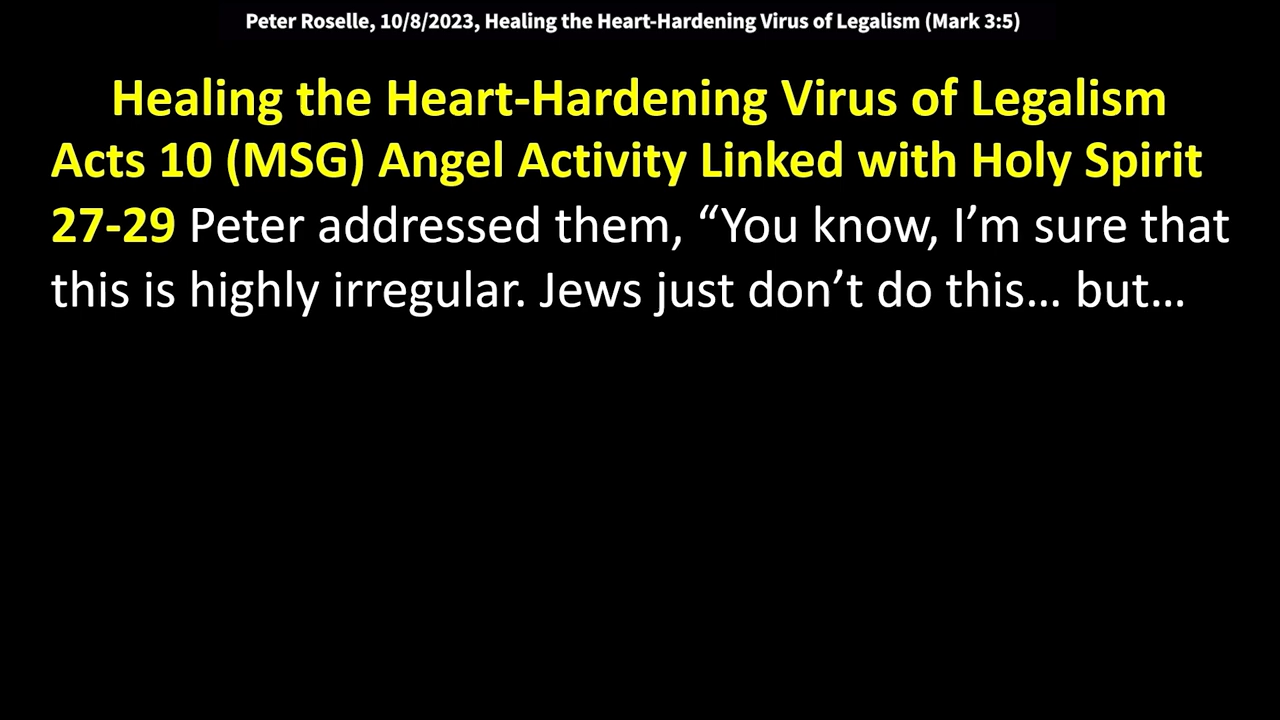 Peter Roselle, 10/8/2023, Healing the Heart-Hardening Virus of Legalism (Mark 3:5)
Healing the Heart-Hardening Virus of Legalism
Acts 10 (MSG) Angel Activity Linked with Holy Spirit
27-29 Peter addressed them, “You know, I’m sure that
this is highly irregular. Jews just don’t do this… but…